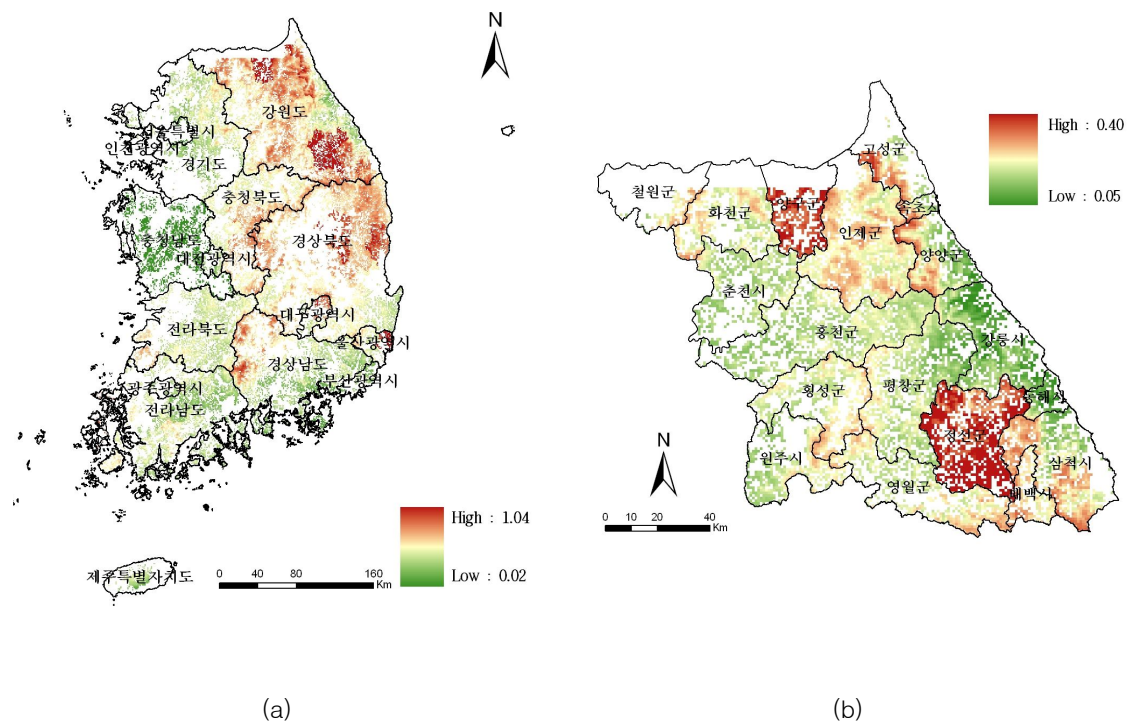 N
강원도
서울특별시
인천광역시
경기도
충청북도
충청남도
대전광역시
경상북도
대구광역시
전라북도
울산광역시
경상남도
부산광역시
광주광역시
전라남도
제주특별자치도
0 40 80 160
Km
High : 1.04
Low : 0.02
(a)
고성군
철원군
화천군
양구군
속초시
인제군
양양군
춘천시
홍천군
강릉시
횡성군
평창군
동해시
정선군
원주시
삼척시
영월군
태백시
N
0 10 20 40
Km
High : 0.40
Low : 0.05
(b)